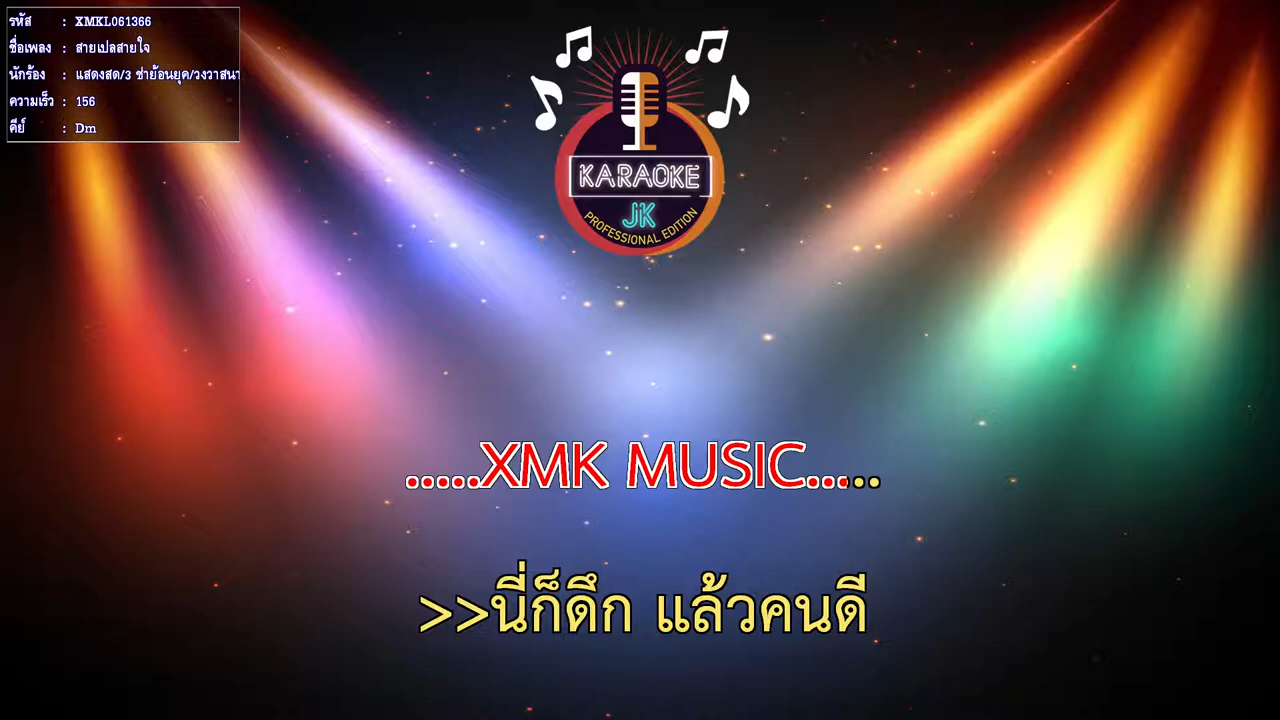 รหัส : XMKL061366
ชื่อเพลง : สายเปลสายใจ
นักร้อง : แสดงสด/3 ช่าย้อนยุค/วงวาสนา
ความเร็ว : 156
คีย์ : Dm
KARAOKE
JK
PROFESSIONAL EDITION
.....XMK MUSIC.....
>>นี่ก็ดึก แล้วคนดี